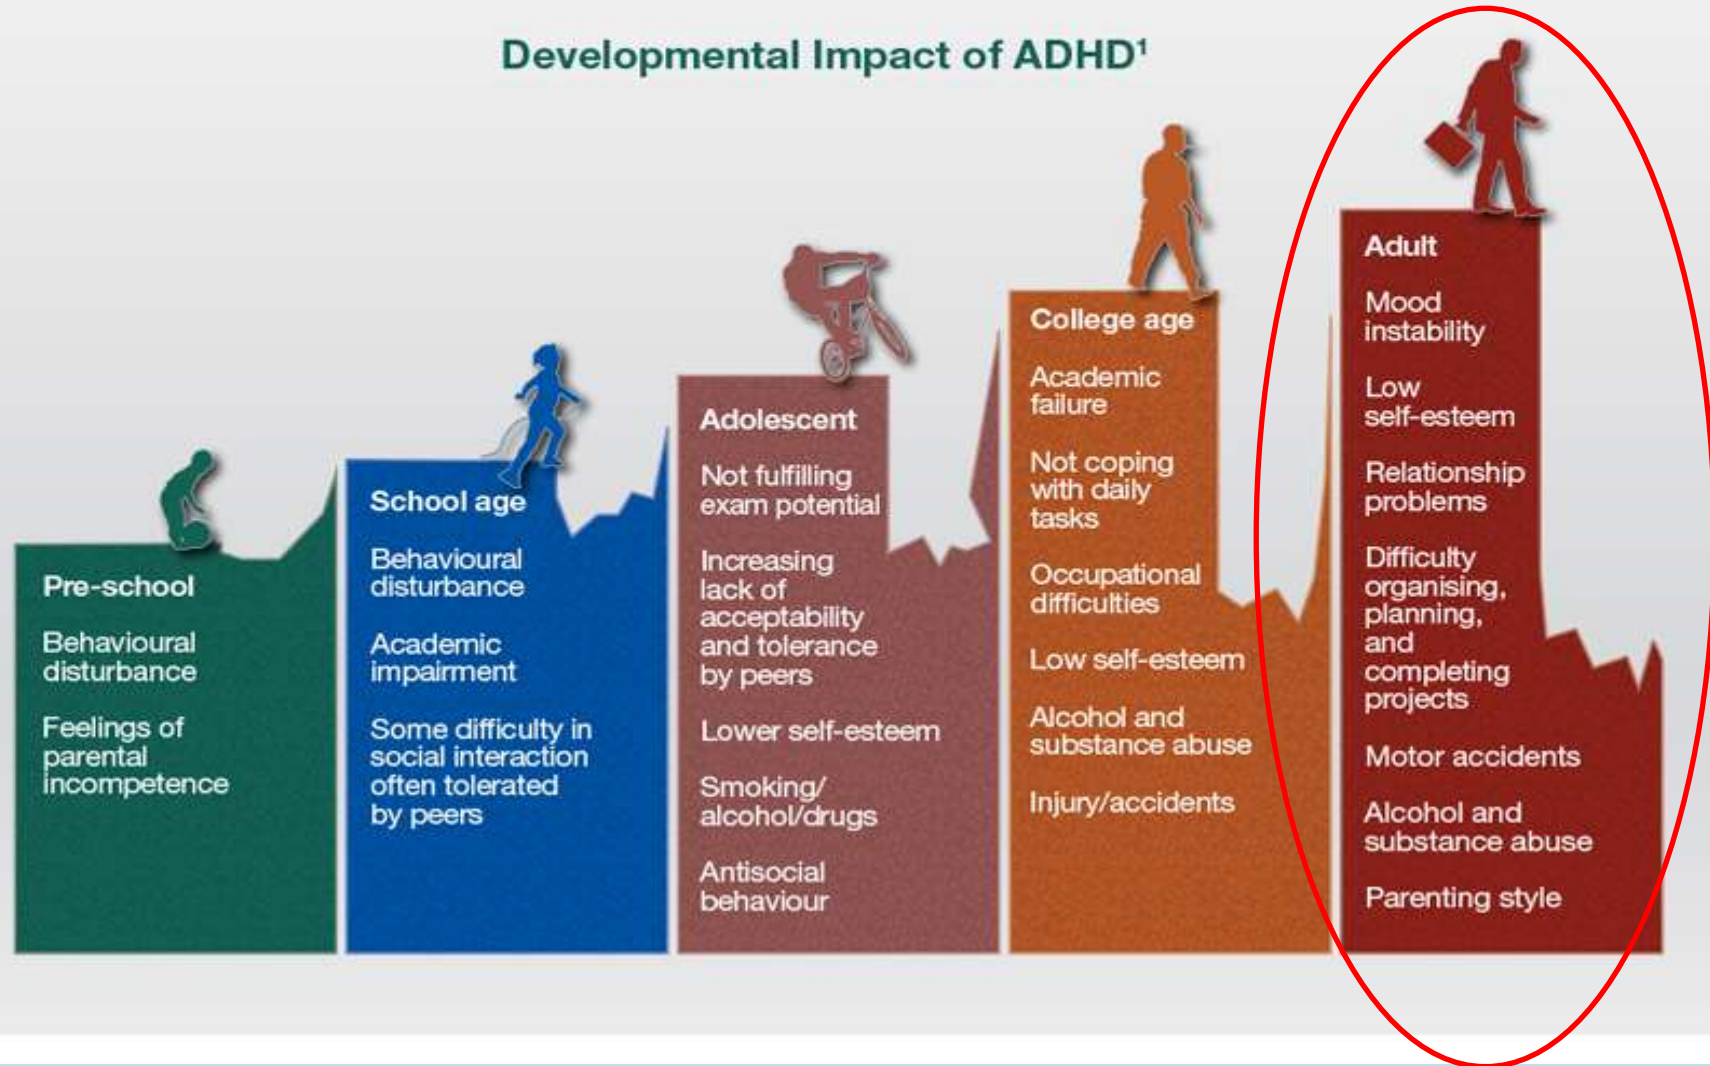 Developmental Impact of ADHD¹
Pre-school
Behavioural
disturbance
Feelings of
parental
incompetence
School age
Behavioural
disturbance
Academic
impairment
Some difficulty in
social interaction
often tolerated
by peers
Adolescent
Not fulfilling
exam potential
Increasing
lack of
acceptability
and tolerance
by peers
Lower self-esteem
Smoking/
alcohol/drugs
Antisocial
behaviour
College age
Academic
failure
Not coping
with daily
tasks
Occupational
difficulties
Low self-esteem
Alcohol and
substance abuse
Injury/accidents
Adult
Mood
instability
Low
self-esteem
Relationship
problems
Difficulty
organising,
planning,
and
completing
projects
Motor accidents
Alcohol and
substance abuse
Parenting style